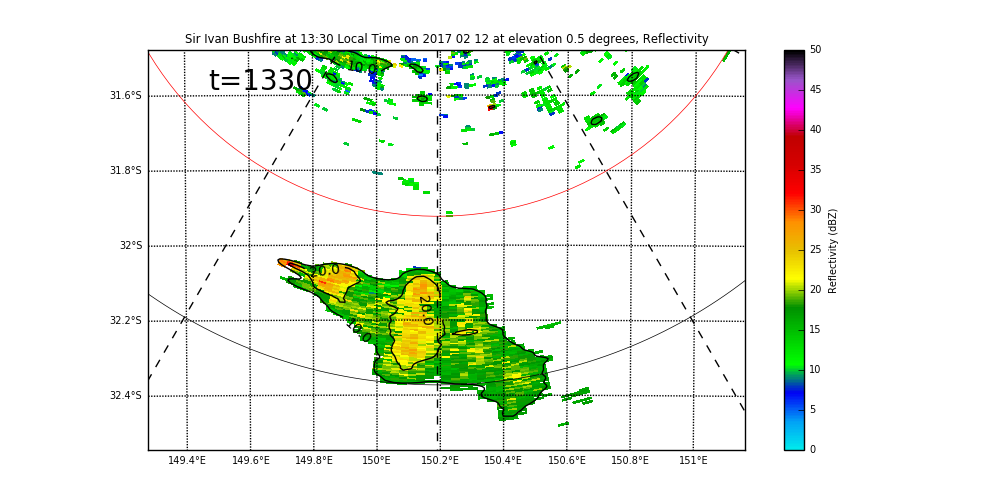 Sir Ivan Bushfire at 13:30 Local Time on 2017 02 12 at elevation 0.5 degrees, Reflectivity
t=1330
10.0
0
0
0
0
31.6°S
31.8°S
32°S
32.2°S
32.4°S
20.0
20.0
149.4°E 149.6°E 149.8°E 150°E 150.2°E 150.4°E 150.6°E 150.8°E 151°E
50
45
40
35
30
25
20
15
10
5
0
Reflectivity (dBZ)